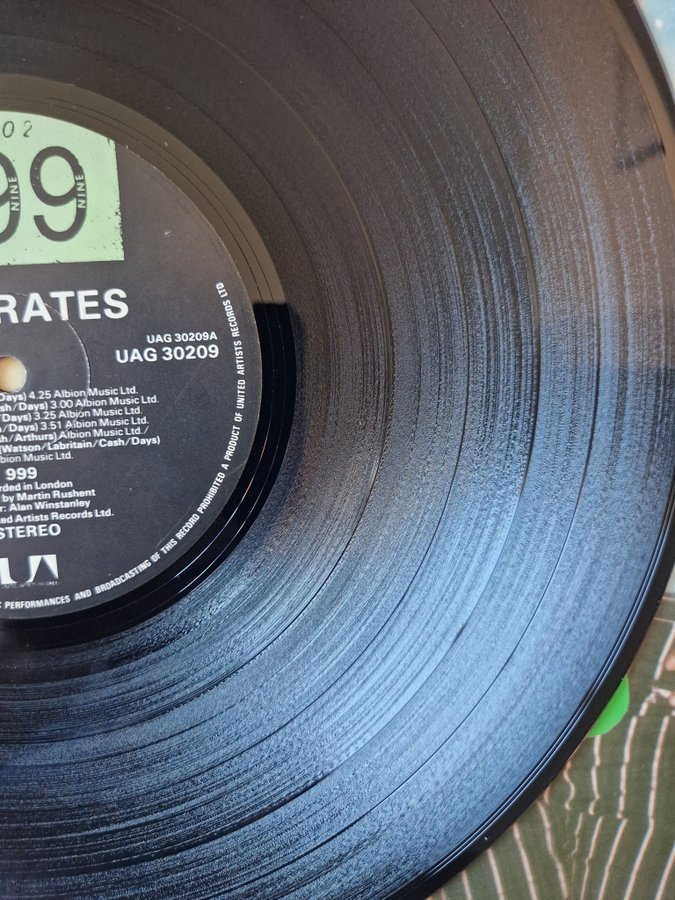 02
99
NINE NINE
RATES
UAG 30209A
UAG 30209
Days) 4.25 Albion Music Ltd.
sh/Days) 3.00 Albion Music Ltd.
Days) 3.25 Albion Music Ltd.
/Days) 3.51 Albion Music Ltd.
h/Arthurs) Albion Music Ltd./
(Watson/Labritain/Cash/Days)
bion Music Ltd.
999
rded in London
by Martin Rushent
r: Alan Winstanley
ted Artists Records Ltd.
STEREO
C PERFORMANCES AND BROADCASTING OF THIS RECORD PROHIBITED A PRODUCT OF UNITED ARTISTS RECORDS LTD